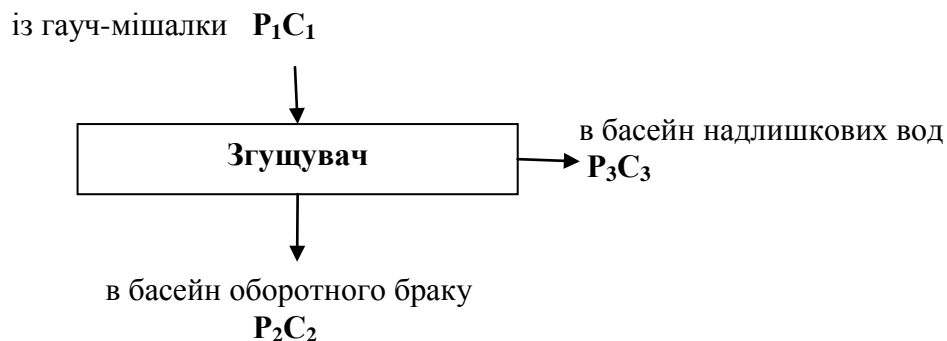 із гауч-мішалки P₁C₁
Згущувач
в басейн надлишкових вод
P₃C₃
в басейн оборотного браку
P₂C₂